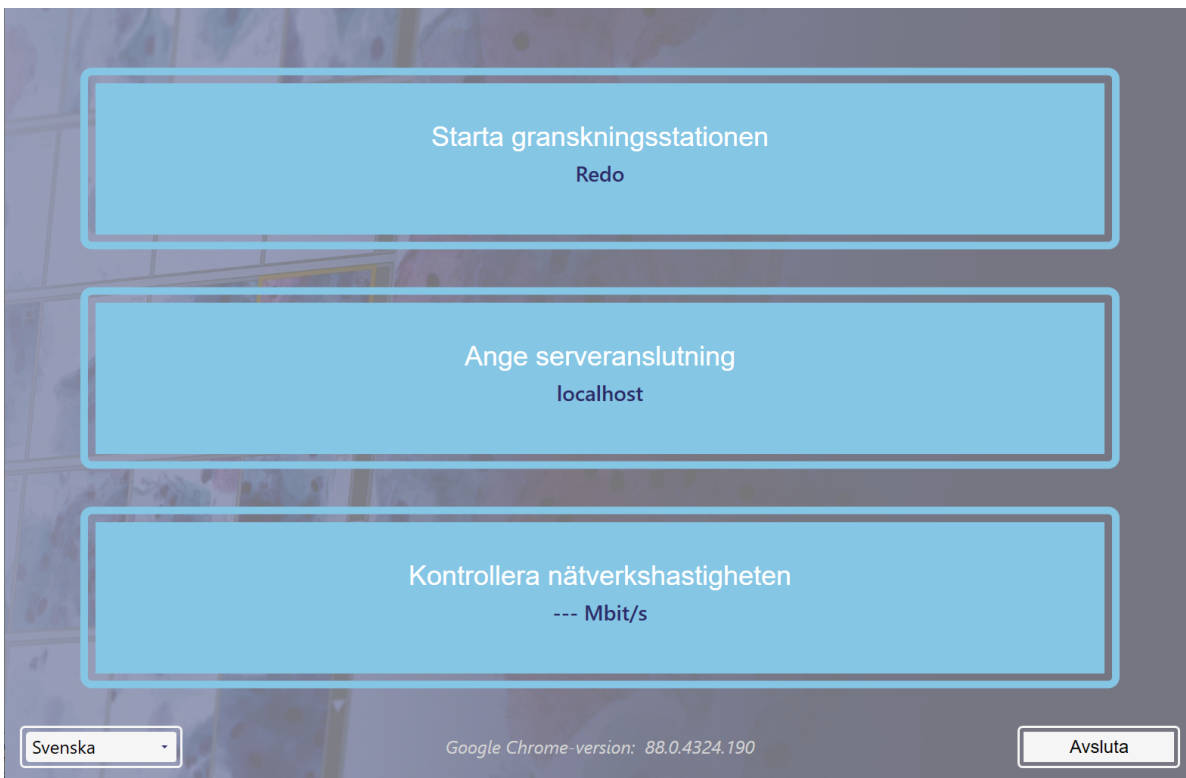 Starta granskningsstationen
Redo
Ange serveranslutning
localhost
Kontrollera nätverkshastigheten
--- Mbit/s
Svenska
Google Chrome-version: 88.0.4324.190
Avsluta